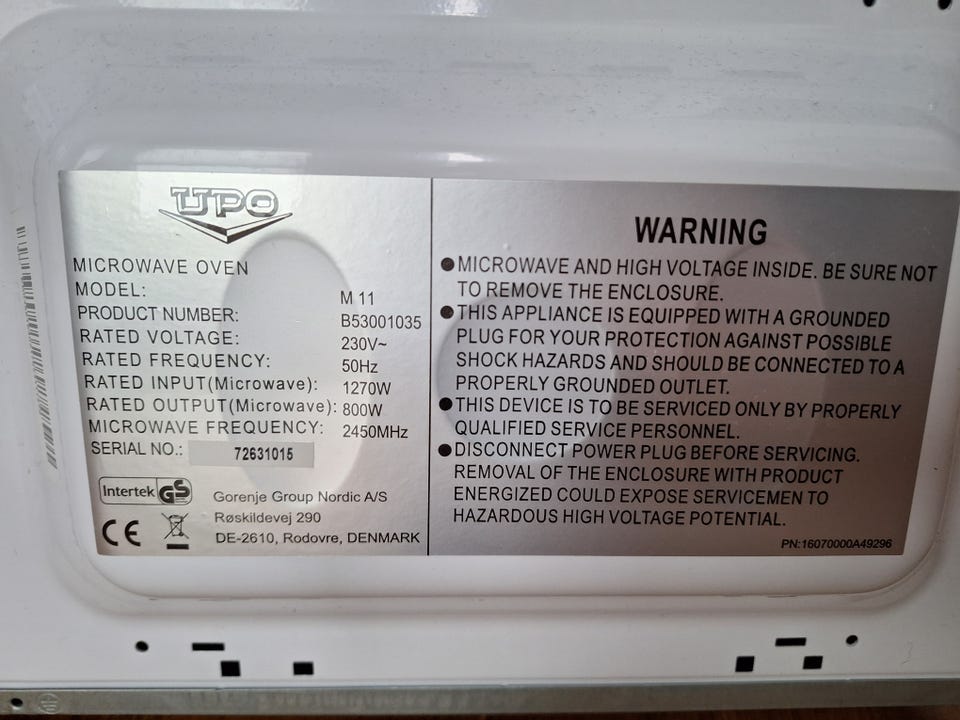 UPO
MICROWAVE OVEN
MODEL: M 11
PRODUCT NUMBER: B53001035
RATED VOLTAGE: 230V~
RATED FREQUENCY: 50Hz
RATED INPUT(Microwave): 1270W
RATED OUTPUT(Microwave): 800W
MICROWAVE FREQUENCY: 2450MHz
SERIAL NO.: 72631015
Intertek GS
CE
Gorenje Group Nordic A/S
Røskildevej 290
DE-2610, Rodovre, DENMARK
WARNING
●MICROWAVE AND HIGH VOLTAGE INSIDE. BE SURE NOT
TO REMOVE THE ENCLOSURE.
●THIS APPLIANCE IS EQUIPPED WITH A GROUNDED
PLUG FOR YOUR PROTECTION AGAINST POSSIBLE
SHOCK HAZARDS AND SHOULD BE CONNECTED TO A
PROPERLY GROUNDED OUTLET.
●THIS DEVICE IS TO BE SERVICED ONLY BY PROPERLY
QUALIFIED SERVICE PERSONNEL.
●DISCONNECT POWER PLUG BEFORE SERVICING.
REMOVAL OF THE ENCLOSURE WITH PRODUCT
ENERGIZED COULD EXPOSE SERVICEMEN TO
HAZARDOUS HIGH VOLTAGE POTENTIAL.
PN:16070000A49296